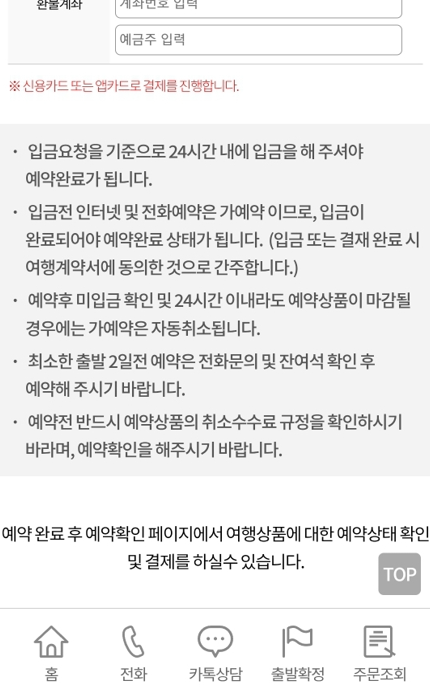 환불계좌
계좌번호 입력
예금주 입력
※ 신용카드 또는 앱카드로 결제를 진행합니다.
· 입금요청을 기준으로 24시간 내에 입금을 해 주셔야
예약완료가 됩니다.
· 입금전 인터넷 및 전화예약은 가예약 이므로, 입금이
완료되어야 예약완료 상태가 됩니다. (입금 또는 결재 완료 시
여행계약서에 동의한 것으로 간주합니다.)
· 예약후 미입금 확인 및 24시간 이내라도 예약상품이 마감될
경우에는 가예약은 자동취소됩니다.
· 최소한 출발 2일전 예약은 전화문의 및 잔여석 확인 후
예약해 주시기 바랍니다.
· 예약전 반드시 예약상품의 취소수수료 규정을 확인하시기
바라며, 예약확인을 해주시기 바랍니다.
예약 완료 후 예약확인 페이지에서 여행상품에 대한 예약상태 확인
및 결제를 하실수 있습니다.
TOP
홈 전화 카톡상담 출발확정 주문조회